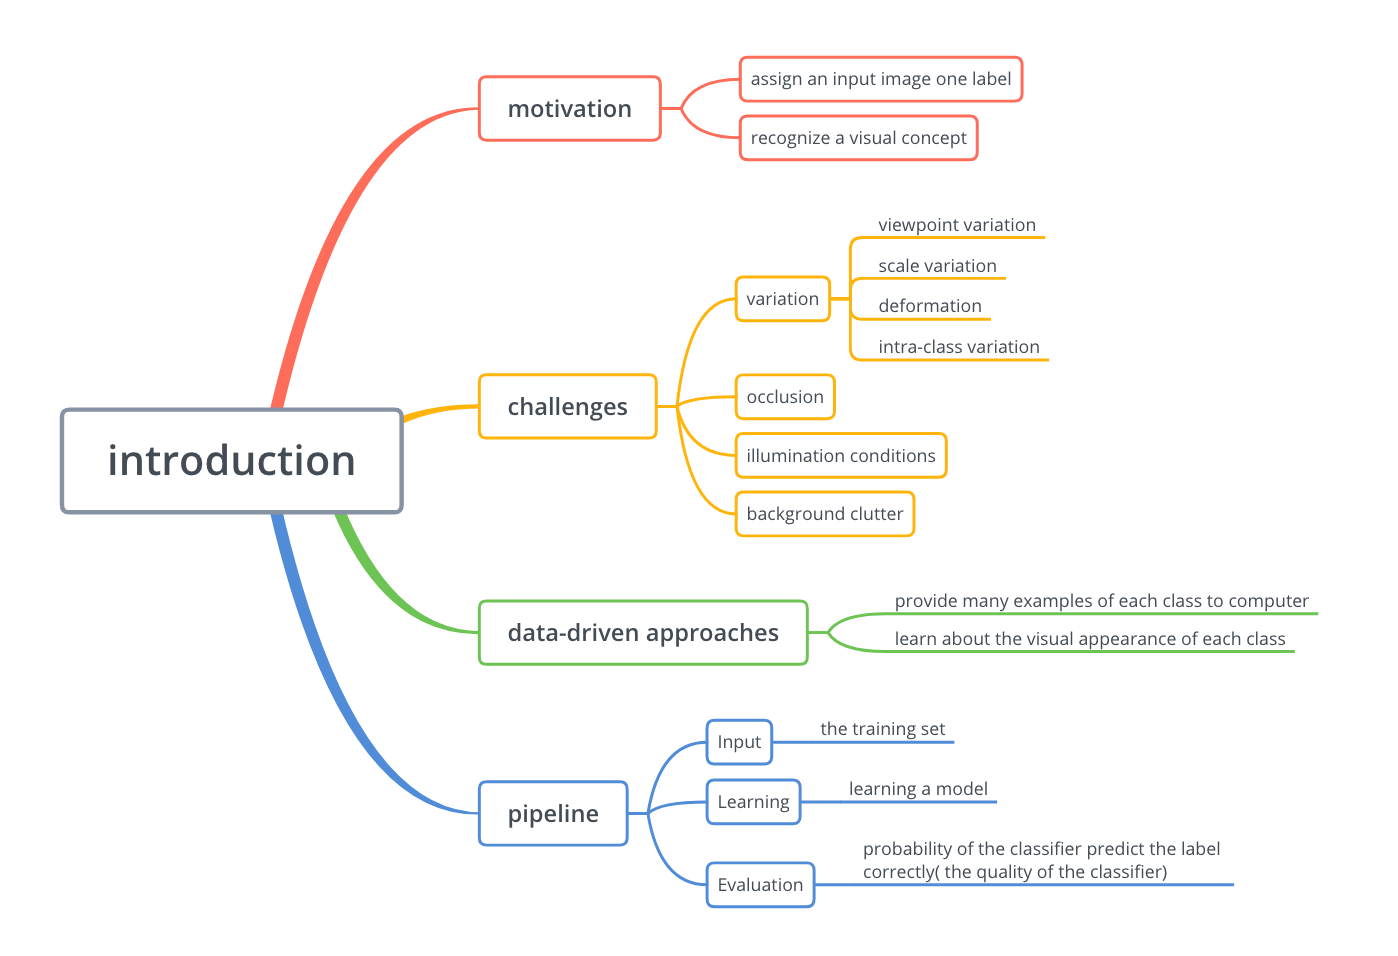 introduction
motivation
assign an input image one label
recognize a visual concept
challenges
variation
viewpoint variation
scale variation
deformation
intra-class variation
occlusion
illumination conditions
background clutter
data-driven approaches
provide many examples of each class to computer
learn about the visual appearance of each class
pipeline
Input
the training set
Learning
learning a model
Evaluation
probability of the classifier predict the label
correctly( the quality of the classifier)